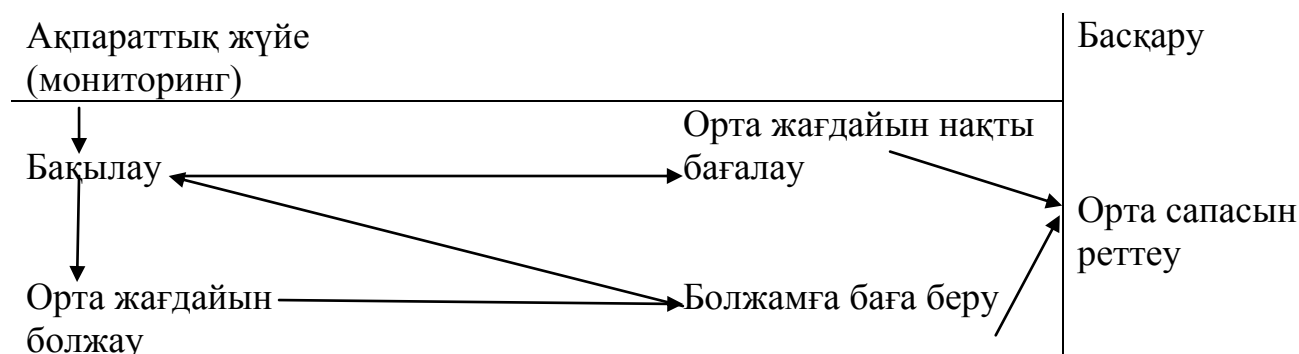 Ақпараттық жүйе
(мониторинг)
Басқару
Орта жағдайын нақты
бағалау
Бақылау
Орта сапасын
реттеу
Орта жағдайын
болжау
Болжамға баға беру